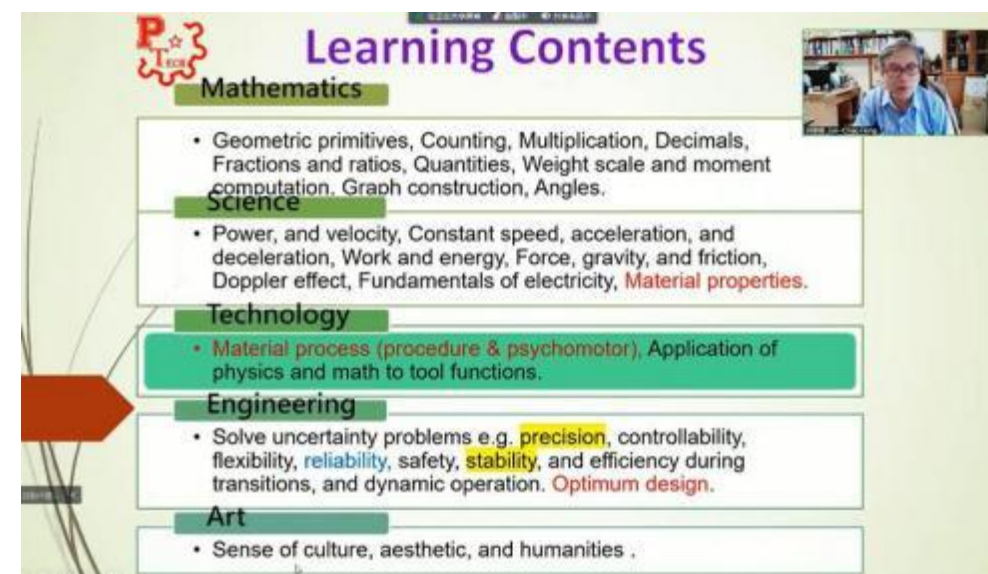 P
TECH
Learning Contents
Mathematics
• Geometric primitives, Counting, Multiplication, Decimals,
Fractions and ratios, Quantities, Weight scale and moment
computation. Graph construction, Angles.
Science
• Power, and velocity, Constant speed, acceleration, and
deceleration, Work and energy, Force, gravity, and friction,
Doppler effect, Fundamentals of electricity, Material properties.
Technology
• Material process (procedure & psychomotor), Application of
physics and math to tool functions.
Engineering
• Solve uncertainty problems e.g. precision, controllability,
flexibility, reliability, safety, stability, and efficiency during
transitions, and dynamic operation. Optimum design.
Art
• Sense of culture, aesthetic, and humanities .